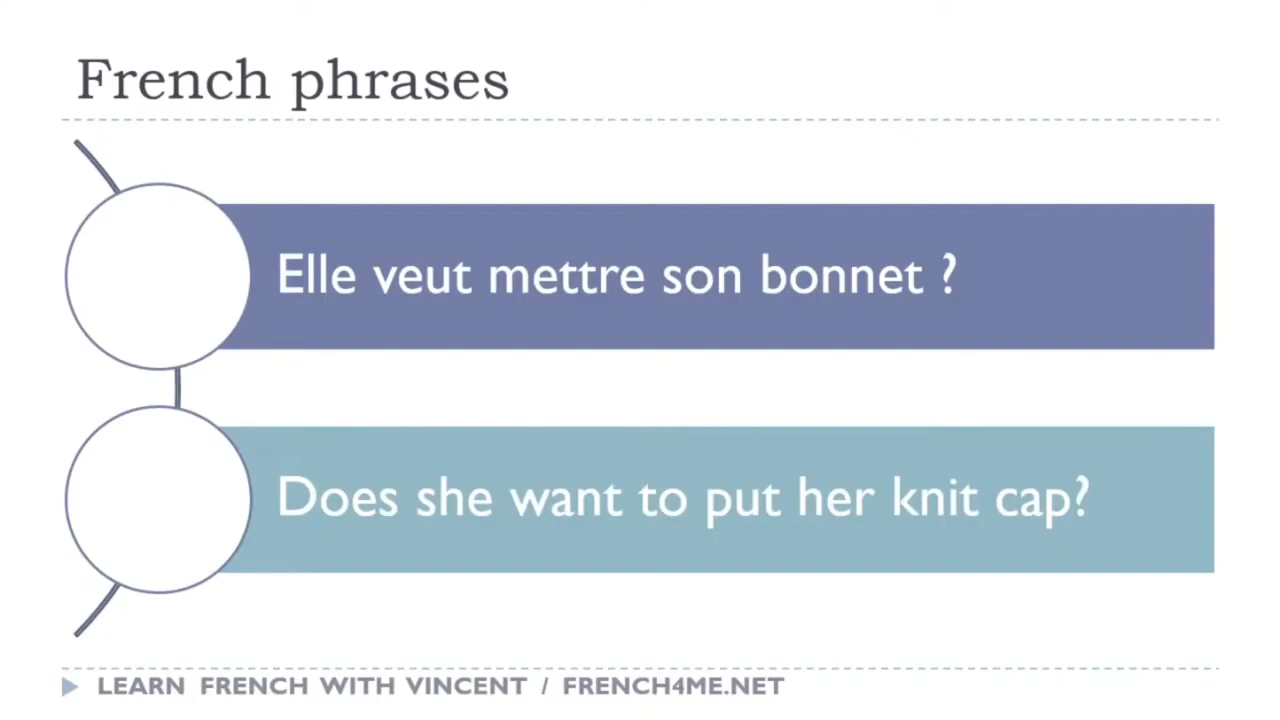 French phrases
Elle veut mettre son bonnet ?
Does she want to put her knit cap?
LEARN FRENCH WITH VINCENT / FRENCH4ME.NET